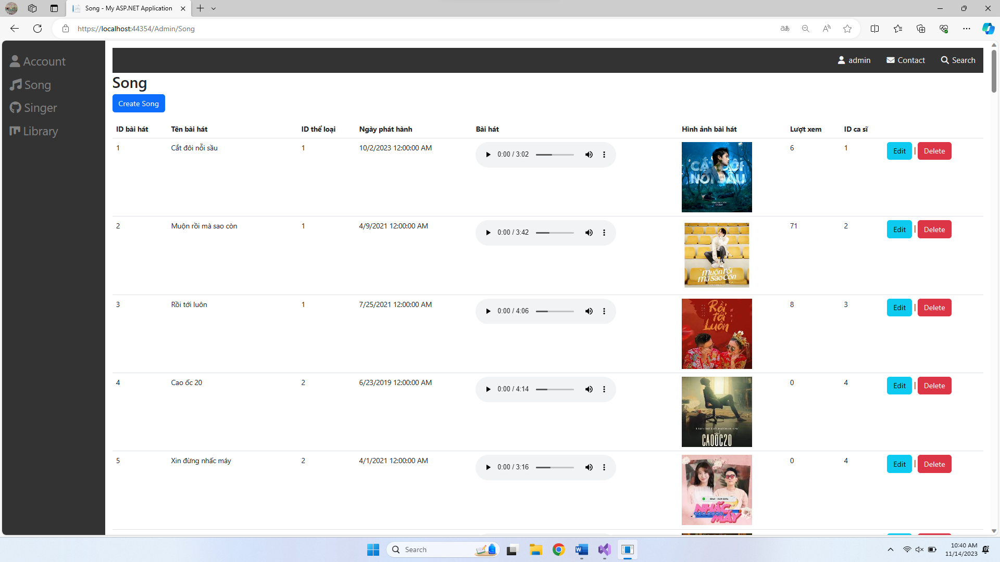 Song - My ASP.NET Application
https://localhost:44354/Admin/Song
Account
Song
Singer
Library
admin Contact Search
Song
Create Song
ID bài hát Tên bài hát ID thể loại Ngày phát hành Bài hát Hình ảnh bài hát Lượt xem ID ca sĩ
1 Cắt đôi nỗi sầu 1 10/2/2023 12:00:00 AM 0:00 / 3:02 6 1 Edit | Delete
CẮT ĐÔI
NỖI SẦU
2 Muộn rồi mà sao còn 1 4/9/2021 12:00:00 AM 0:00 / 3:42 71 2 Edit | Delete
muộn rồi
mà sao còn
3 Rồi tới luôn 1 7/25/2021 12:00:00 AM 0:00 / 4:06 8 3 Edit | Delete
Rồi
tới
Luôn
4 Cao ốc 20 2 6/23/2019 12:00:00 AM 0:00 / 4:14 0 4 Edit | Delete
CAO ỐC 20
5 Xin đừng nhấc máy 2 4/1/2021 12:00:00 AM 0:00 / 3:16 0 4 Edit | Delete
NHẤC
XIN ĐỪNG
MÁY
Search
10:40 AM
11/14/2023